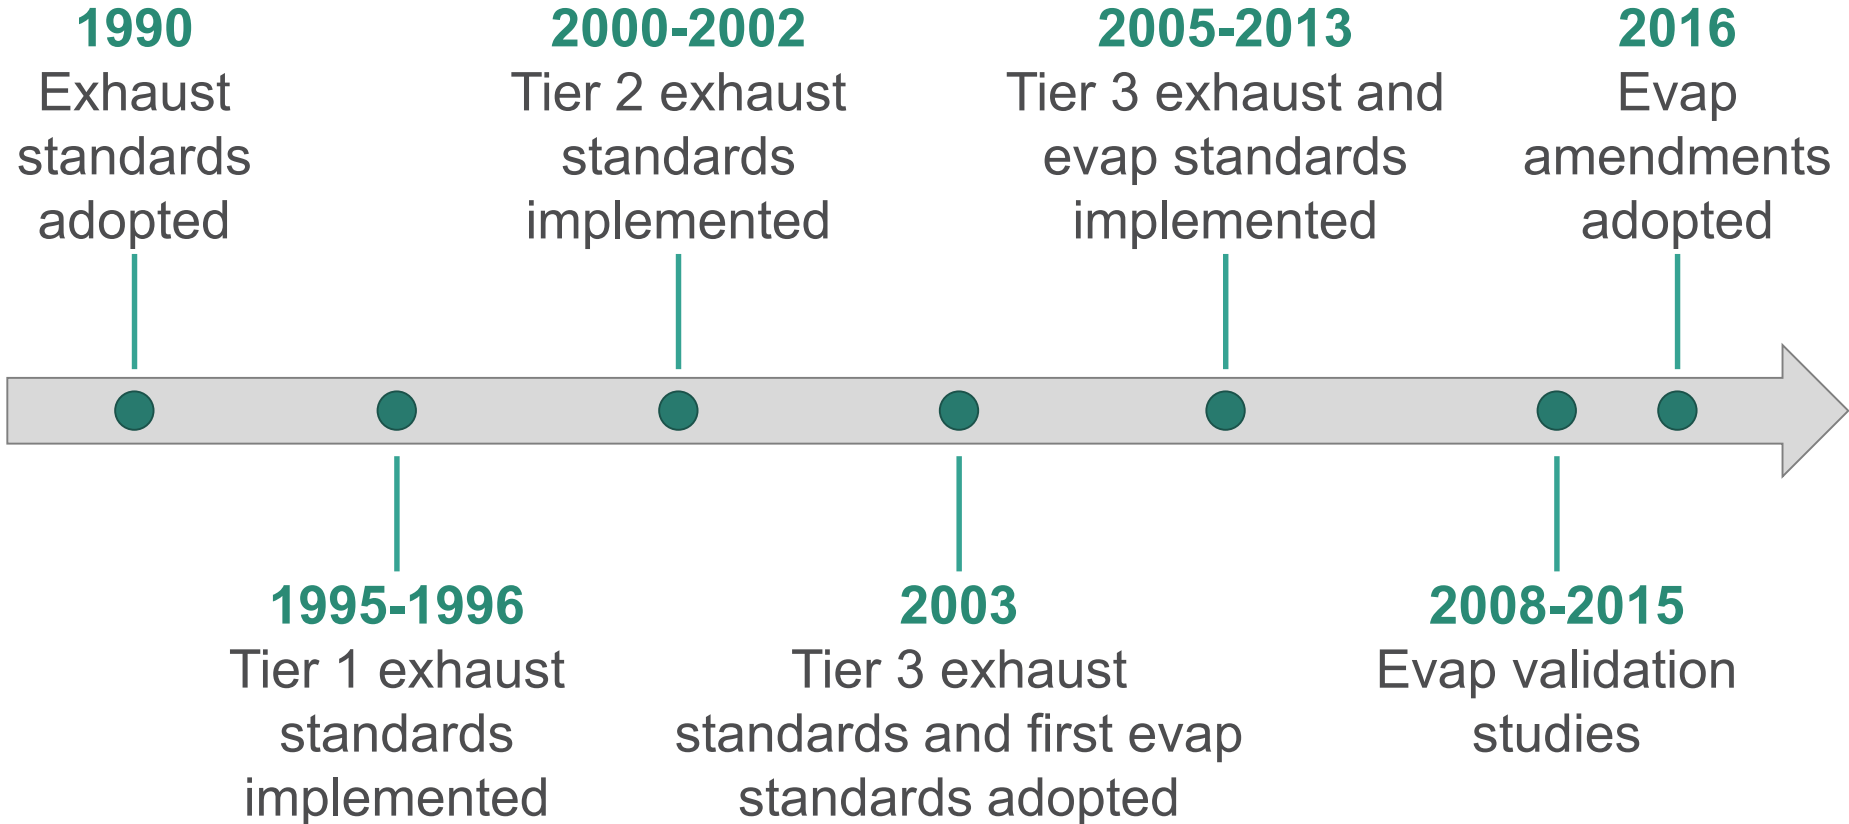 1990
Exhaust
standards
adopted
2000-2002
Tier 2 exhaust
standards
implemented
2005-2013
Tier 3 exhaust and
evap standards
implemented
2016
Evap
amendments
adopted
1995-1996
Tier 1 exhaust
standards
implemented
2003
Tier 3 exhaust
standards and first evap
standards adopted
2008-2015
Evap validation
studies